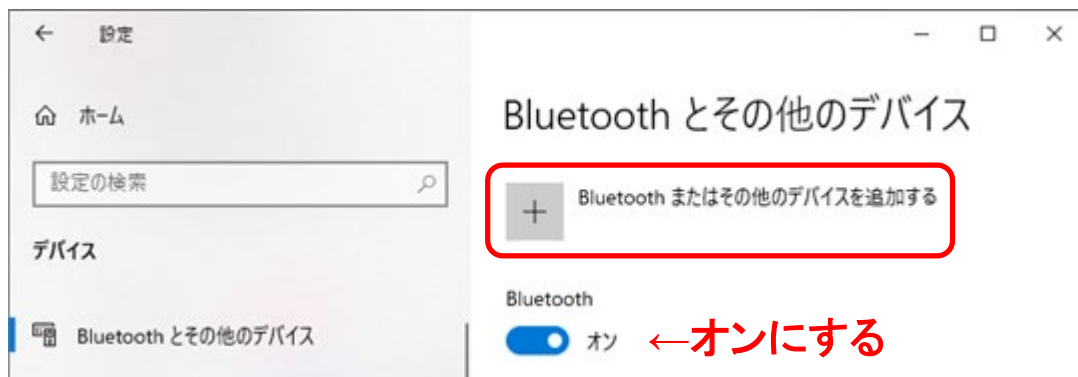 設定
ホーム
設定の検索
デバイス
Bluetooth とその他のデバイス
Bluetooth とその他のデバイス
Bluetooth またはその他のデバイスを追加する
Bluetooth
オン ←オンにする